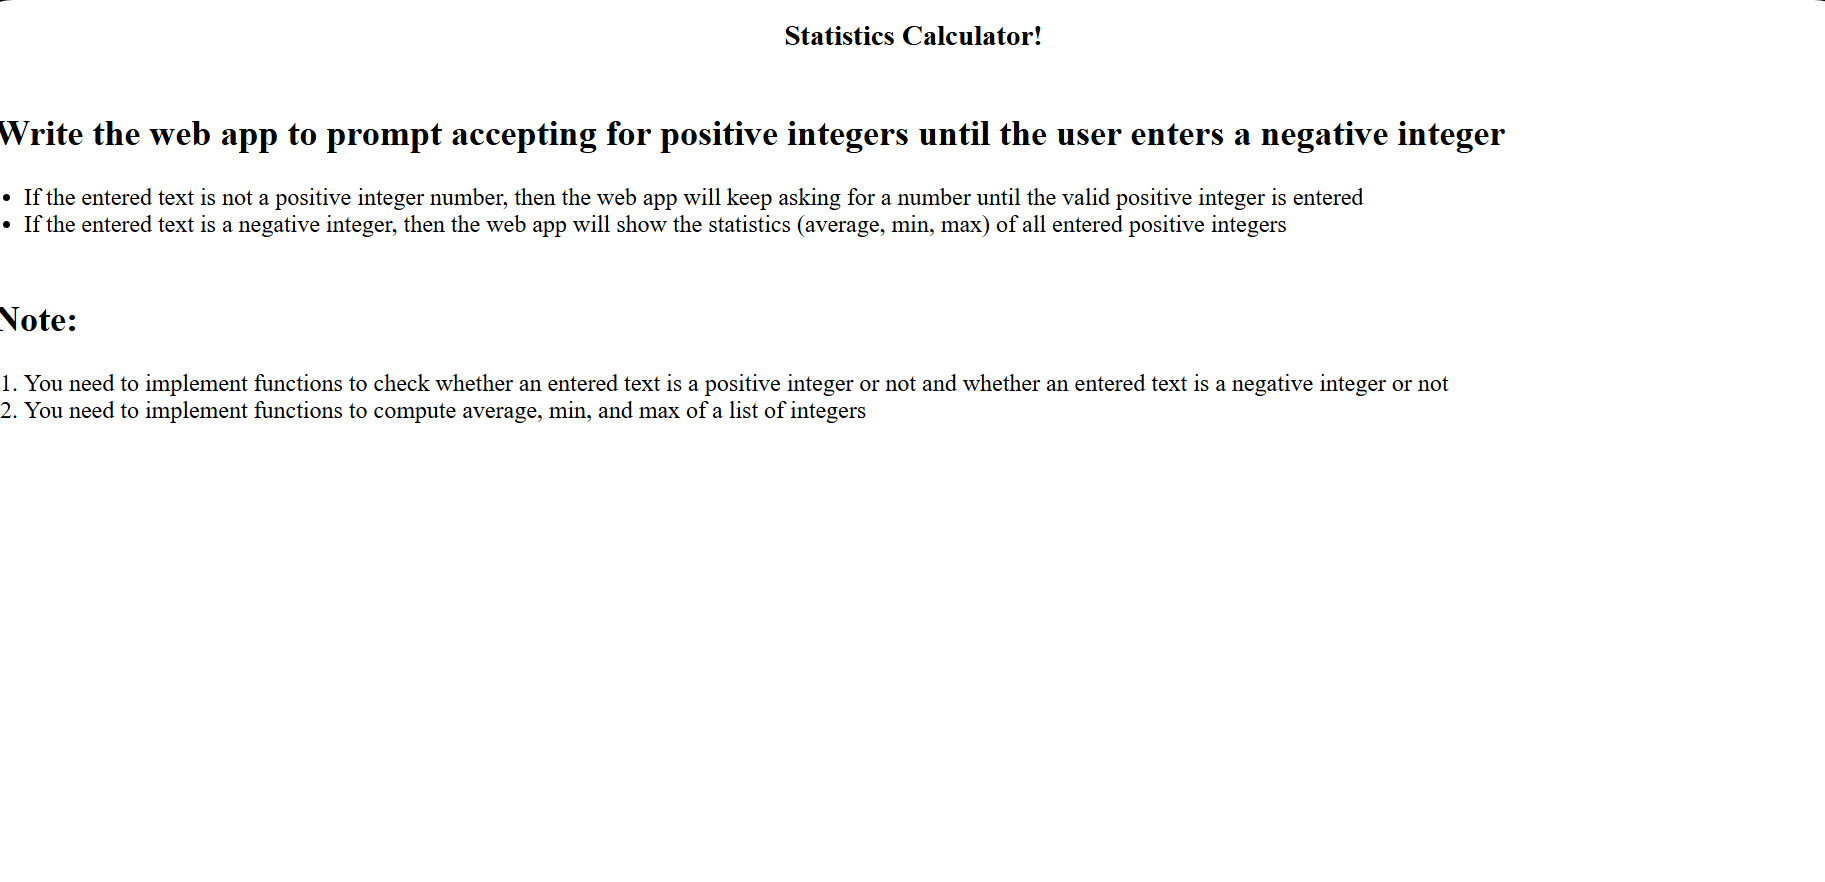 Statistics Calculator!
Write the web app to prompt accepting for positive integers until the user enters a negative integer
• If the entered text is not a positive integer number, then the web app will keep asking for a number until the valid positive integer is entered
• If the entered text is a negative integer, then the web app will show the statistics (average, min, max) of all entered positive integers
Note:
1. You need to implement functions to check whether an entered text is a positive integer or not and whether an entered text is a negative integer or not
2. You need to implement functions to compute average, min, and max of a list of integers